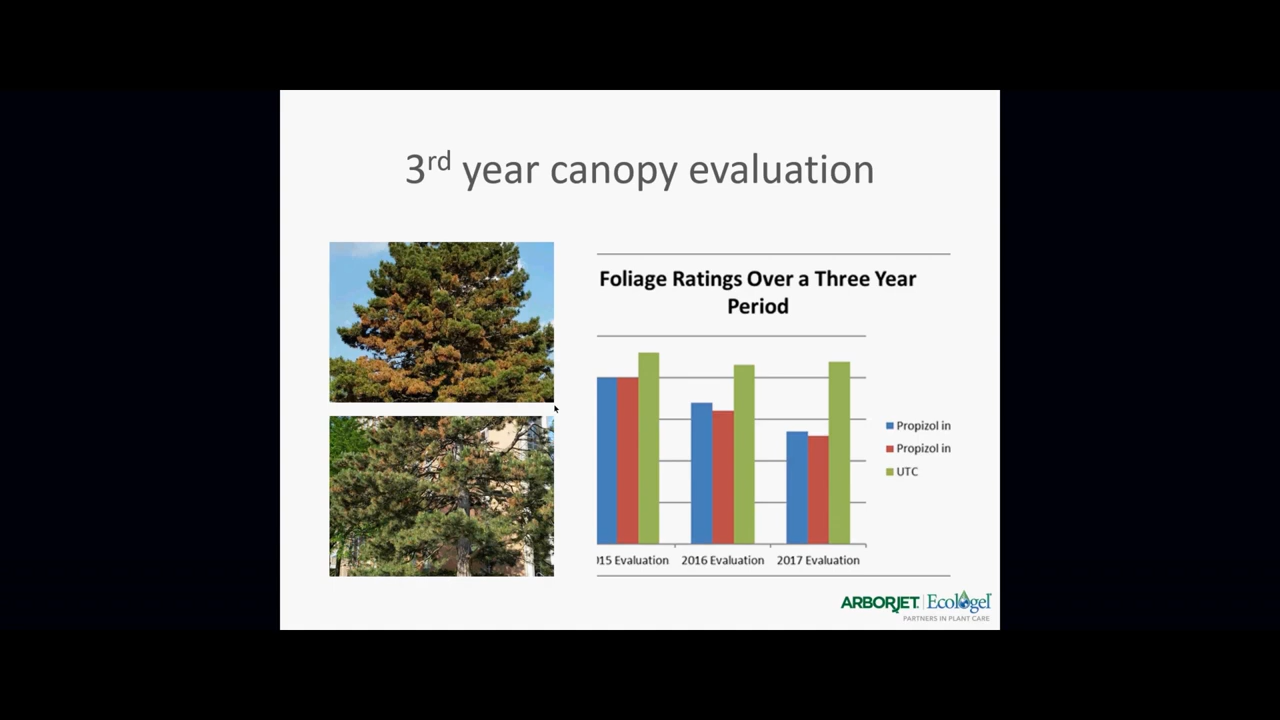 3rd year canopy evaluation
Foliage Ratings Over a Three Year
Period
Propizol in
Propizol in
UTC
15 Evaluation 2016 Evaluation 2017 Evaluation
ARBORJET Ecologel
PARTNERS IN PLANT CARE